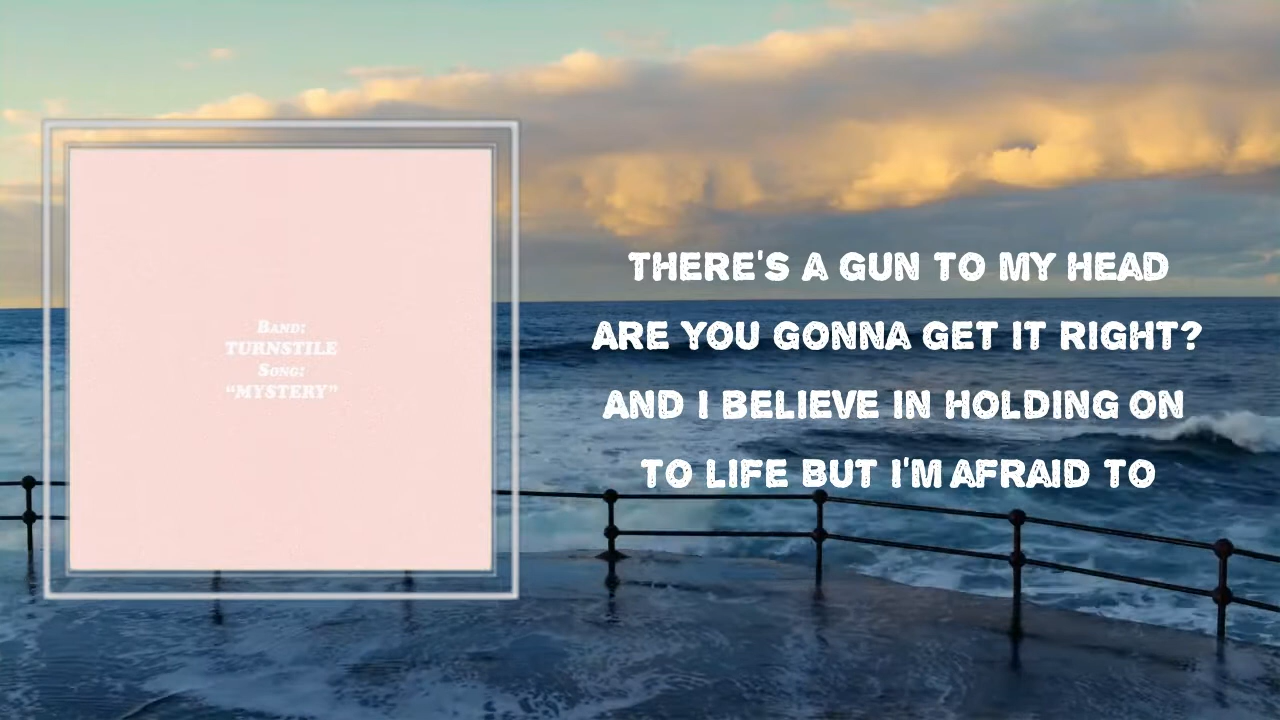 Band:
TURNSTILE
Song:
“MYSTERY”
THERE'S A GUN TO MY HEAD
ARE YOU GONNA GET IT RIGHT?
AND I BELIEVE IN HOLDING ON
TO LIFE BUT I'M AFRAID TO